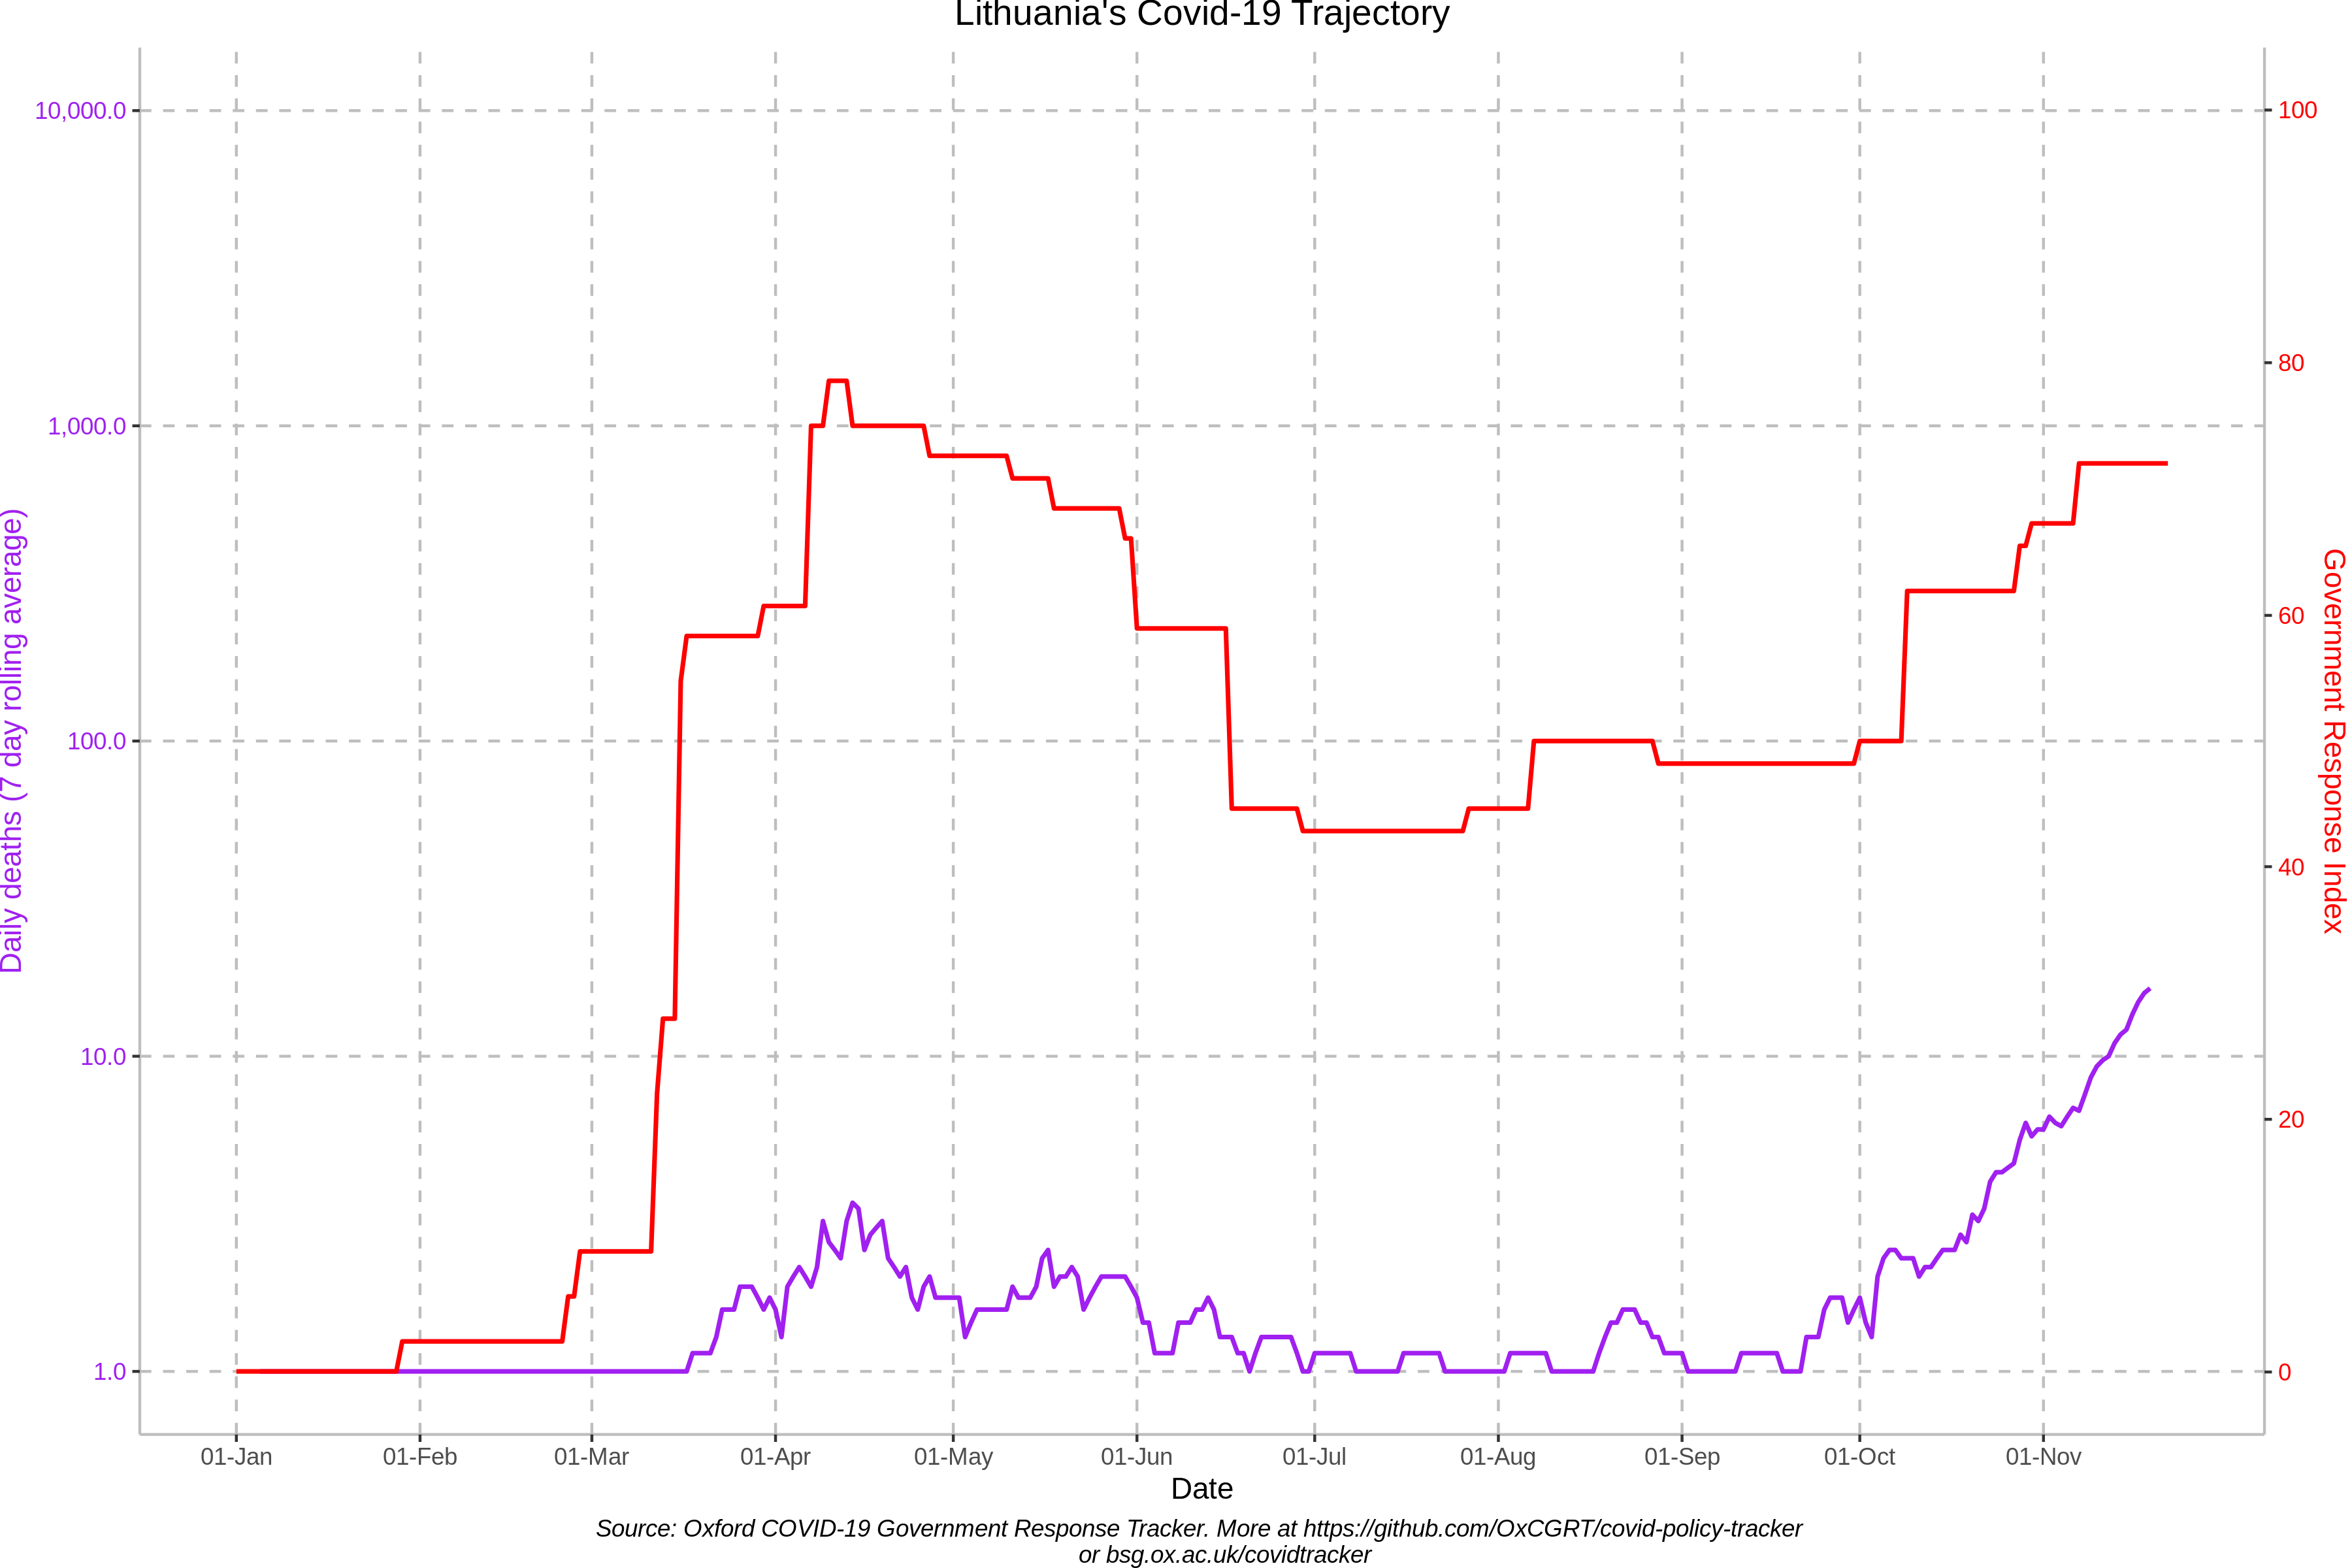 Lithuania's Covid-19 Trajectory
10,000.0
1,000.0
100.0
10.0
1.0
Daily deaths (7 day rolling average)
100
80
60
40
20
0
Government Response Index
01-Jan
01-Feb
01-Mar
01-Apr
01-May
01-Jun
01-Jul
01-Aug
01-Sep
01-Oct
01-Nov
Date
Source: Oxford COVID-19 Government Response Tracker. More at https://github.com/OxCGRT/covid-policy-tracker
or bsg.ox.ac.uk/covidtracker